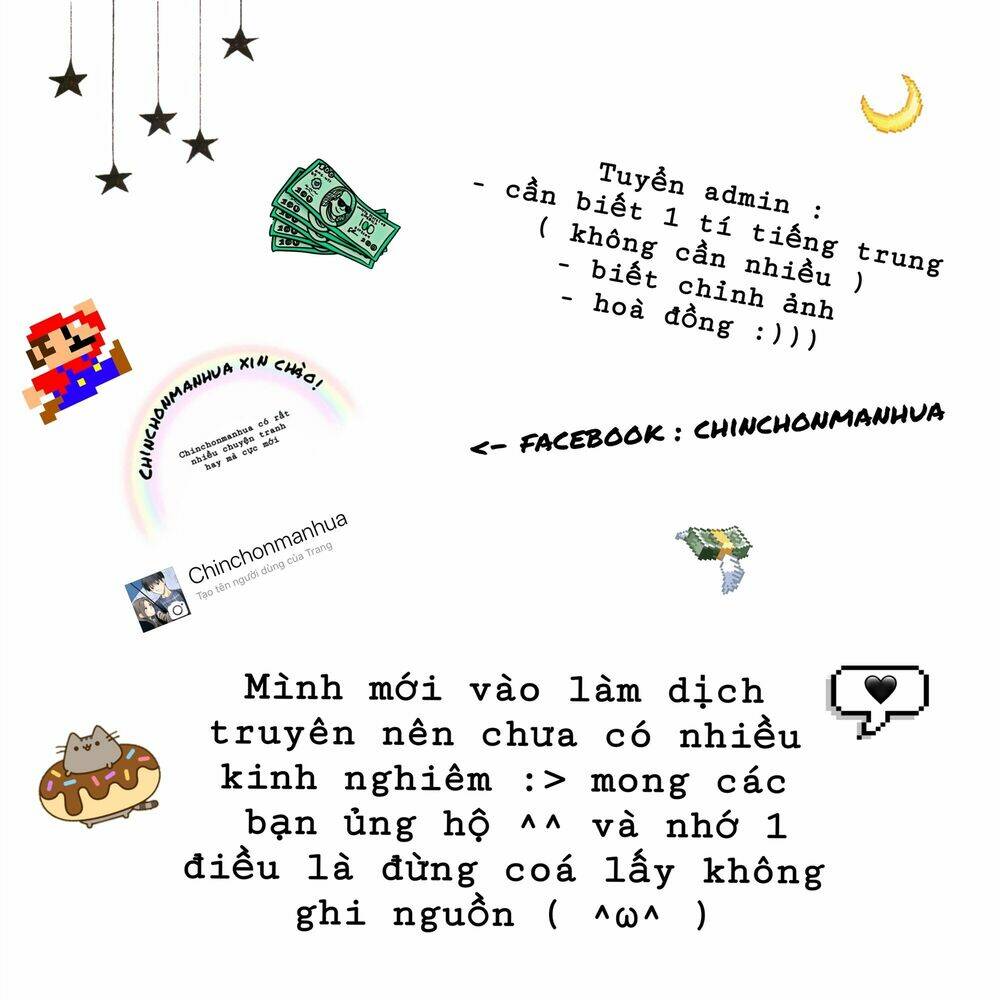 Tuyển admin :
- cần biết 1 tí tiếng trung
( không cần nhiều )
- biết chỉnh ảnh
- hoà đồng :)))
CHINCHONMANHUA XIN CHÀO!
Chinchonmanhua có rất
nhiều chuyện tranh
hay mà cực mới
<- FACEBOOK : CHINCHONMANHUA
Chinchonmanhua
Tạo tên người dùng của Trang
Mình mới vào làm dịch
truyên nên chưa có nhiều
kinh nghiêm :> mong các
bạn ủng hộ ^^ và nhớ 1
điều là đừng coá lấy không
ghi nguồn ( ^ω^ )